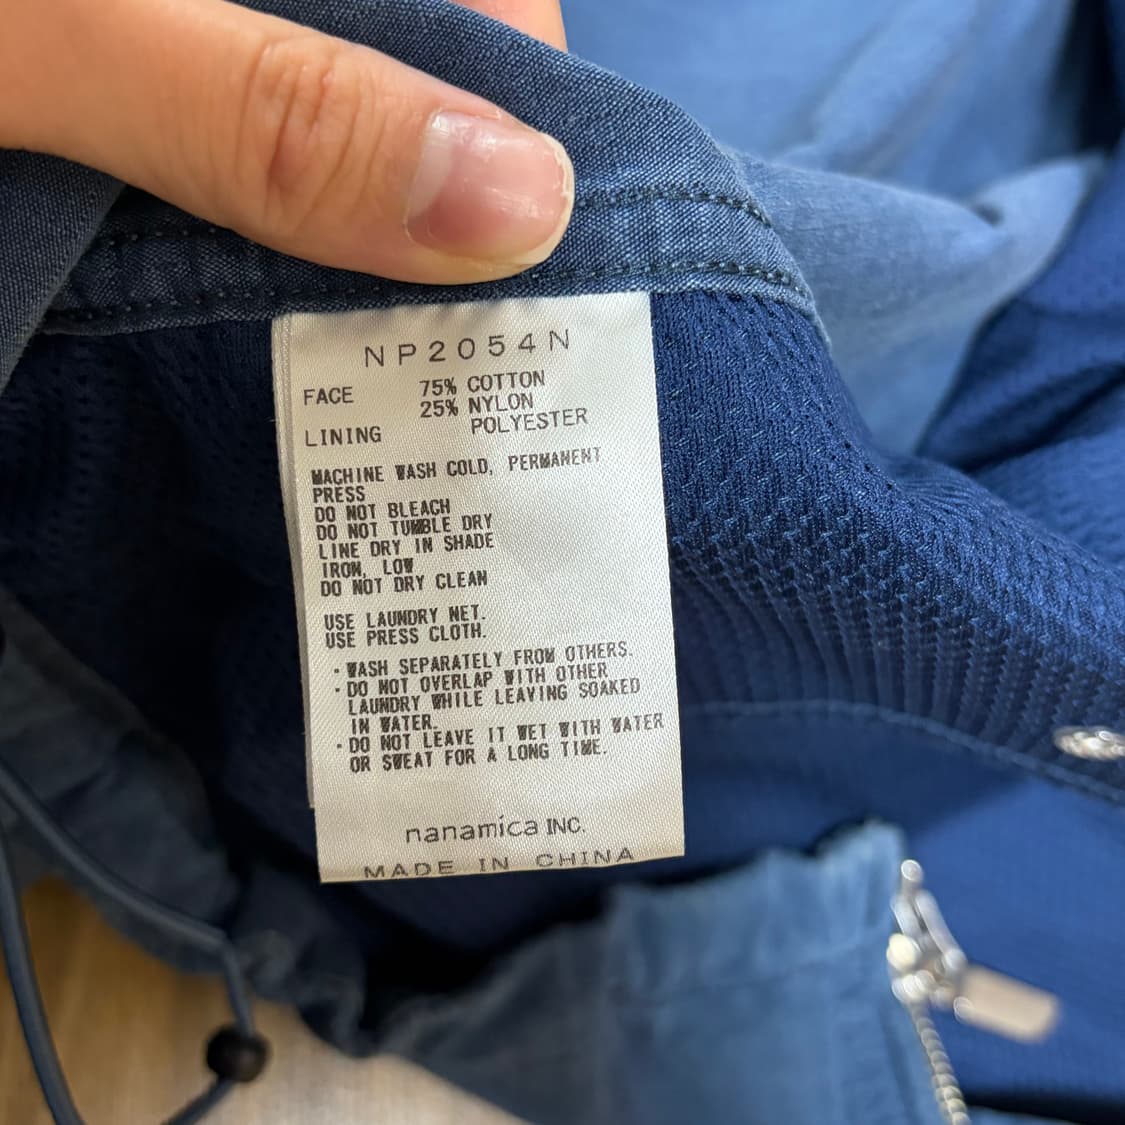 NP2054N
FACE 75% COTTON
25% NYLON
LINING POLYESTER
MACHINE WASH COLD, PERMANENT
PRESS
DO NOT BLEACH
DO NOT TUMBLE DRY
LINE DRY IN SHADE
IRON, LOW
DO NOT DRY CLEAN
USE LAUNDRY NET.
USE PRESS CLOTH.
・WASH SEPARATELY FROM OTHERS.
・DO NOT OVERLAP WITH OTHER
LAUNDRY WHILE LEAVING SOAKED
IN WATER.
・DO NOT LEAVE IT WET WITH WATER
OR SWEAT FOR A LONG TIME.
nanamica INC.
MADE IN CHINA